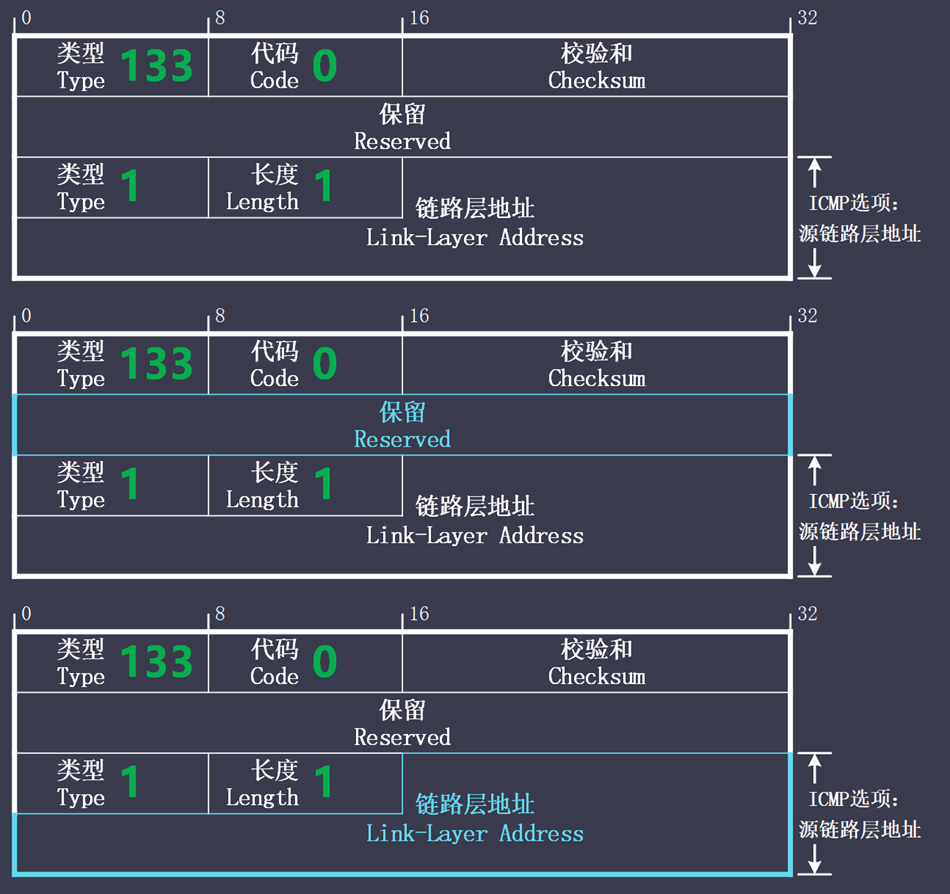 0 8 16 32
类型 133 代码 0 校验和
Type Code Checksum
保留
Reserved
类型 1 长度 1
Type Length
链路层地址
Link-Layer Address
ICMP选项:
源链路层地址
0 8 16 32
类型 133 代码 0 校验和
Type Code Checksum
保留
Reserved
类型 1 长度 1
Type Length
链路层地址
Link-Layer Address
ICMP选项:
源链路层地址
0 8 16 32
类型 133 代码 0 校验和
Type Code Checksum
保留
Reserved
类型 1 长度 1
Type Length
链路层地址
Link-Layer Address
ICMP选项:
源链路层地址